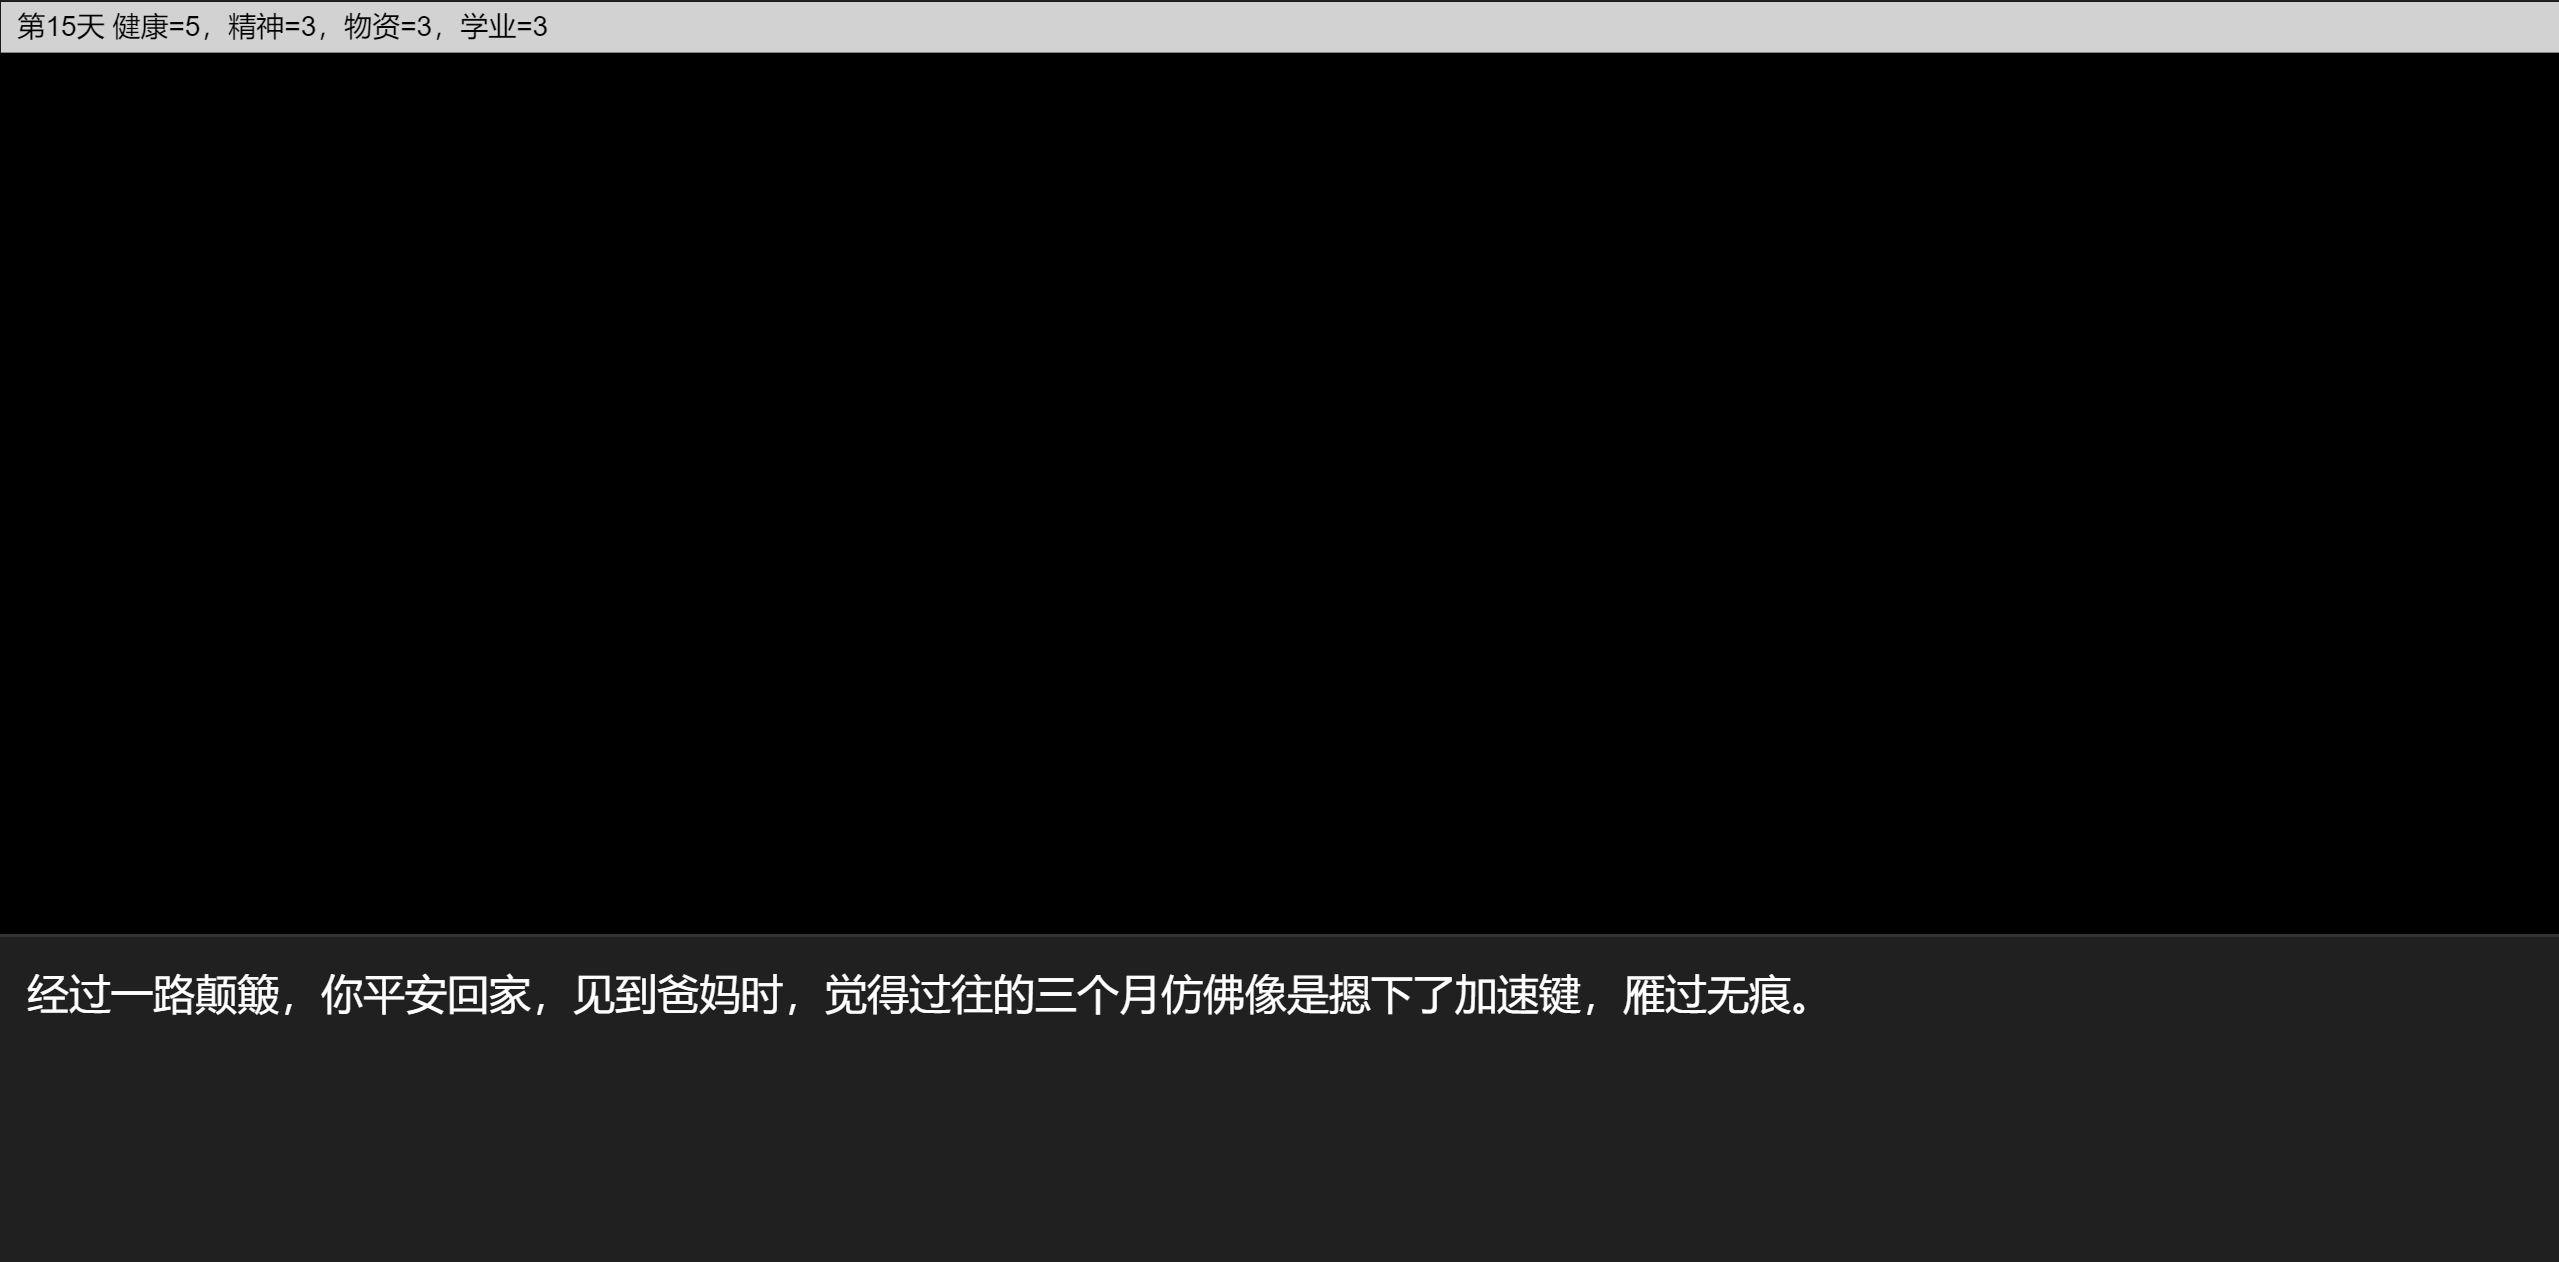 第15天 健康=5，精神=3，物资=3，学业=3
经过一路颠簸，你平安回家，见到爸妈时，觉得过往的三个月仿佛像是摁下了加速键，雁过无痕。